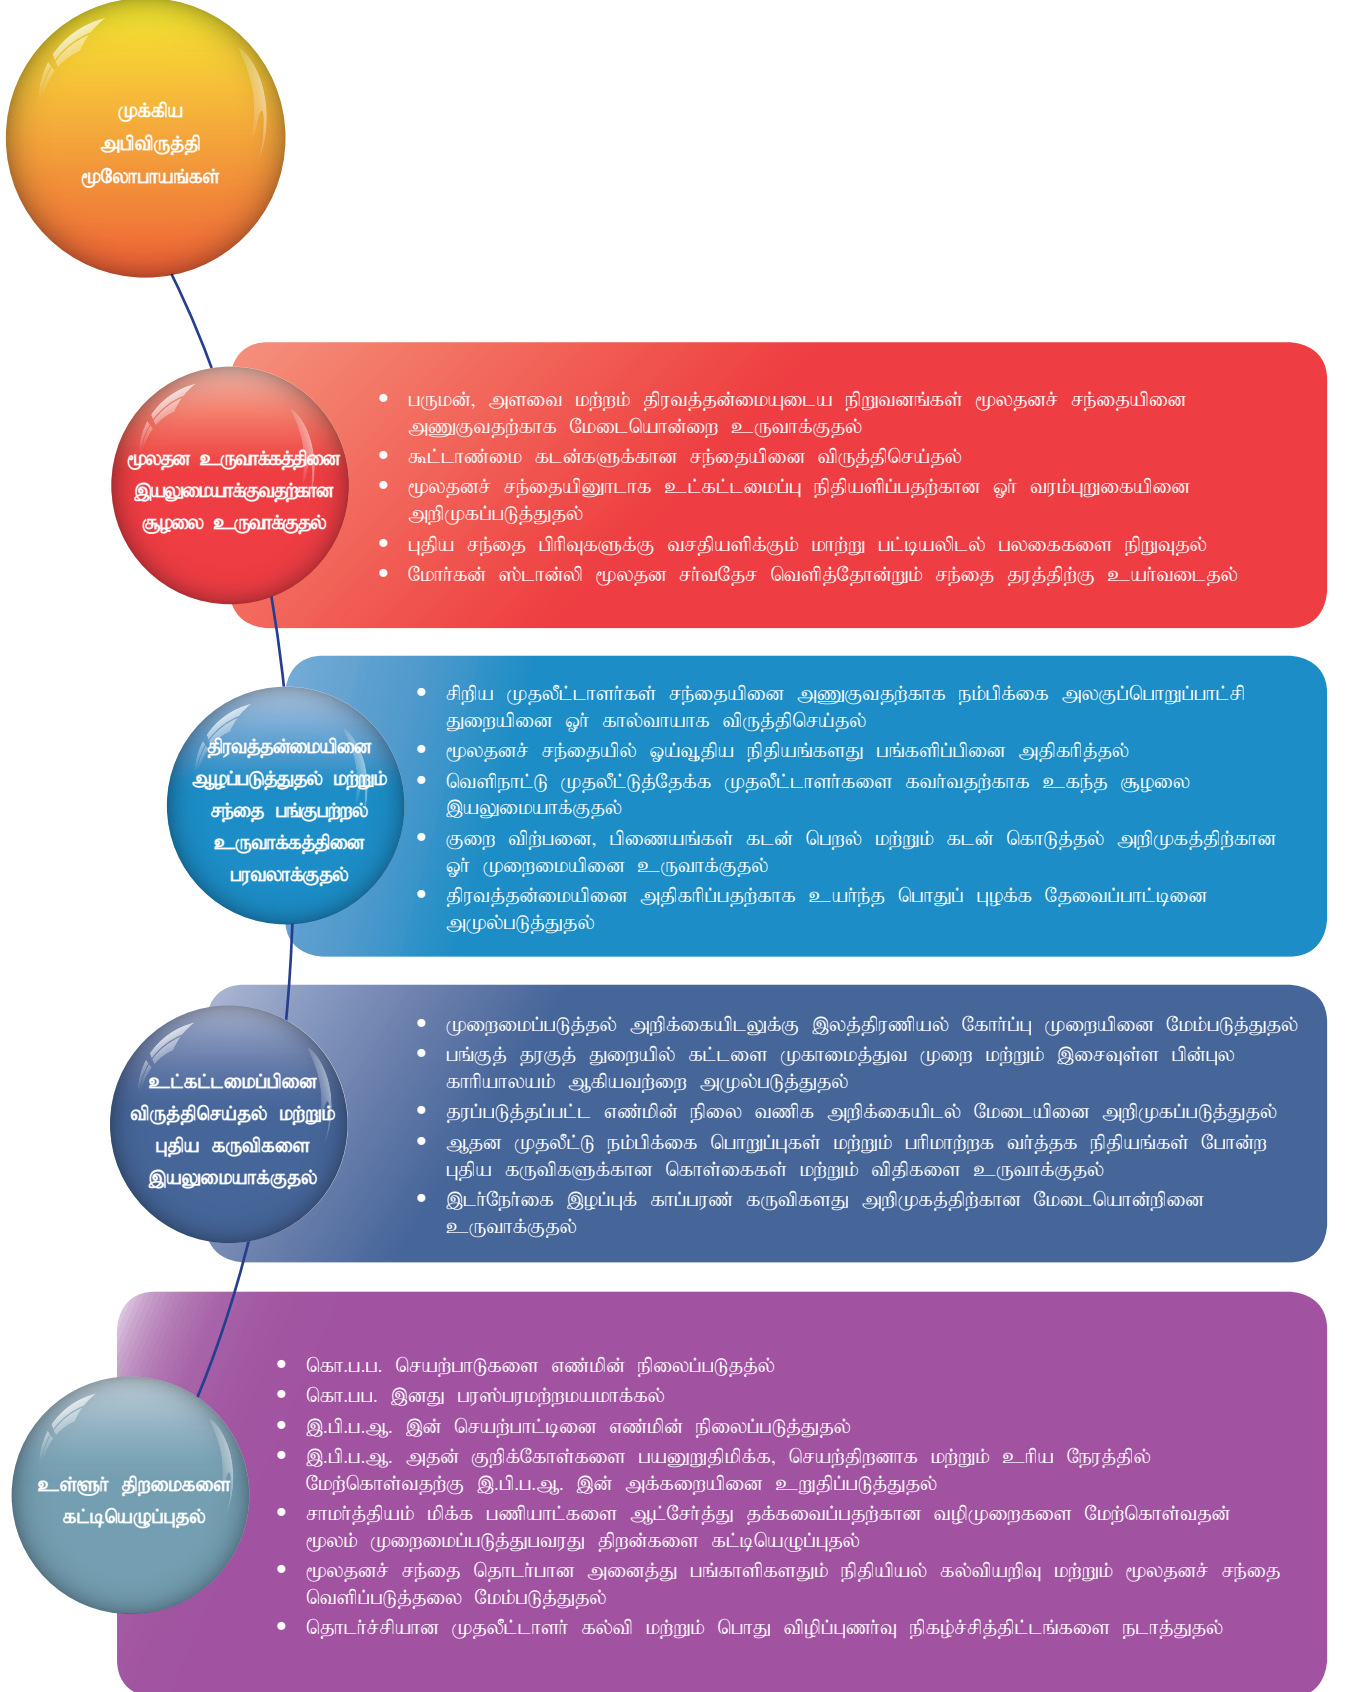 முக்கிய
அபிவிருத்தி
மூலோபாயங்கள்
மூலதன உருவாக்கத்தினை
இயலுமையாக்குவதற்கான
சூழலை உருவாக்குதல்
• பருமன், அளவை மற்றம் திரவத்தன்மையுடைய நிறுவனங்கள் மூலதனச் சந்தையினை
அணுகுவதற்காக மேடையொன்றை உருவாக்குதல்
• கூட்டாண்மை கடன்களுக்கான சந்தையினை விருத்திசெய்தல்
• மூலதனச் சந்தையினூாடாக உட்கட்டமைப்பு நிதியளிப்பதற்கான ஓர் வரம்புறுகையினை
அறிமுகப்படுத்துதல்
• புதிய சந்தை பிரிவுகளுக்கு வசதியளிக்கும் மாற்று பட்டியலிடல் பலகைகளை நிறுவுதல்
• மோர்கன் ஸ்டான்லி மூலதன சர்வதேச வெளித்தோன்றும் சந்தை தரத்திற்கு உயர்வடைதல்
திரவத்தன்மையினை
ஆழப்படுத்துதல் மற்றும்
சந்தை பங்குபற்றல்
உருவாக்கத்தினை
பரவலாக்குதல்
• சிறிய முதலீட்டாளர்கள் சந்தையினை அணுகுவதற்காக நம்பிக்கை அலகுப்பொறுப்பாட்சி
துறையினை ஓர் கால்வாயாக விருத்திசெய்தல்
• மூலதனச் சந்தையில் ஓய்வூதிய நிதியங்களது பங்களிப்பினை அதிகரித்தல்
• வெளிநாட்டு முதலீட்டுத்தேக்க முதலீட்டாளர்களை கவர்வதற்காக உகந்த சூழலை
இயலுமையாக்குதல்
• குறை விற்பனை, பிணையங்கள் கடன் பெறல் மற்றும் கடன் கொடுத்தல் அறிமுகத்திற்கான
ஓர் முறைமையினை உருவாக்குதல்
• திரவத்தன்மையினை அதிகரிப்பதற்காக உயர்ந்த பொதுப் புழக்க தேவைப்பாட்டினை
அமுல்படுத்துதல்
உட்கட்டமைப்பினை
விருத்திசெய்தல் மற்றும்
புதிய கருவிகளை
இயலுமையாக்குதல்
• முறைமைப்படுத்தல் அறிக்கையிடலுக்கு இலத்திரணியல் கோர்ப்பு முறையினை மேம்படுத்துதல்
• பங்குத் தரகுத் துறையில் கட்டளை முகாமைத்துவ முறை மற்றும் இசைவுள்ள பின்புல
காரியாலயம் ஆகியவற்றை அமுல்படுத்துதல்
• தரப்படுத்தப்பட்ட எண்மின் நிலை வணிக அறிக்கையிடல் மேடையினை அறிமுகப்படுத்துதல்
• ஆதன முதலீட்டு நம்பிக்கை பொறுப்புகள் மற்றும் பரிமாற்றக வர்த்தக நிதியங்கள் போன்ற
புதிய கருவிகளுக்கான கொள்கைகள் மற்றும் விதிகளை உருவாக்குதல்
• இடர்நேர்கை இழப்புக் காப்பரண் கருவிகளது அறிமுகத்திற்கான மேடையொன்றினை
உருவாக்குதல்
உள்ளூர் திறமைகளை
கட்டியெழுப்புதல்
• கொ.ப.ப. செயற்பாடுகளை எண்மின் நிலைப்படுதத்ல்
• கொ.பப. இனது பரஸ்பரமற்றமயமாக்கல்
• இ.பி.ப.ஆ. இன் செயற்பாட்டினை எண்மின் நிலைப்படுத்துதல்
• இ.பி.ப.ஆ. அதன் குறிக்கோள்களை பயனுறுதிமிக்க, செயற்திறனாக மற்றும் உரிய நேரத்தில்
மேற்கொள்வதற்கு இ.பி.ப.ஆ. இன் அக்கறையினை உறுதிப்படுத்துதல்
• சாமர்த்தியம் மிக்க பணியாட்களை ஆட்சேர்த்து தக்கவைப்பதற்கான வழிமுறைகளை மேற்கொள்வதன்
மூலம் முறைமைப்படுத்துபவரது திறன்களை கட்டியெழுப்புதல்
• மூலதனச் சந்தை தொடர்பான அனைத்து பங்காளிகளதும் நிதியியல் கல்வியறிவு மற்றும் மூலதனச் சந்தை
வெளிப்படுத்தலை மேம்படுத்துதல்
• தொடர்ச்சியான முதலீட்டாளர் கல்வி மற்றும் பொது விழிப்புணர்வு நிகழ்ச்சித்திட்டங்களை நடாத்துதல்